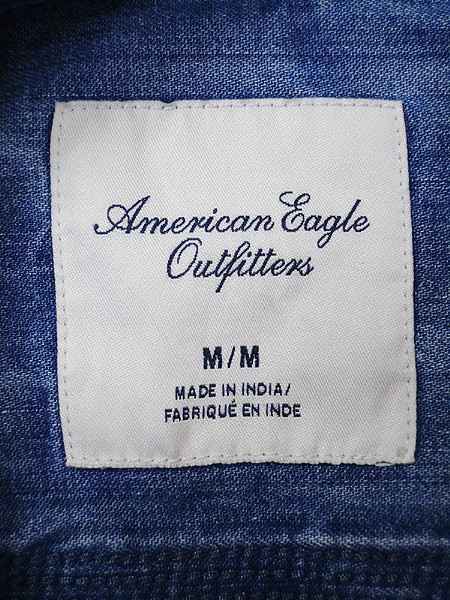 American Eagle
Outfitters
M/M
MADE IN INDIA/
FABRIQUÉ EN INDE